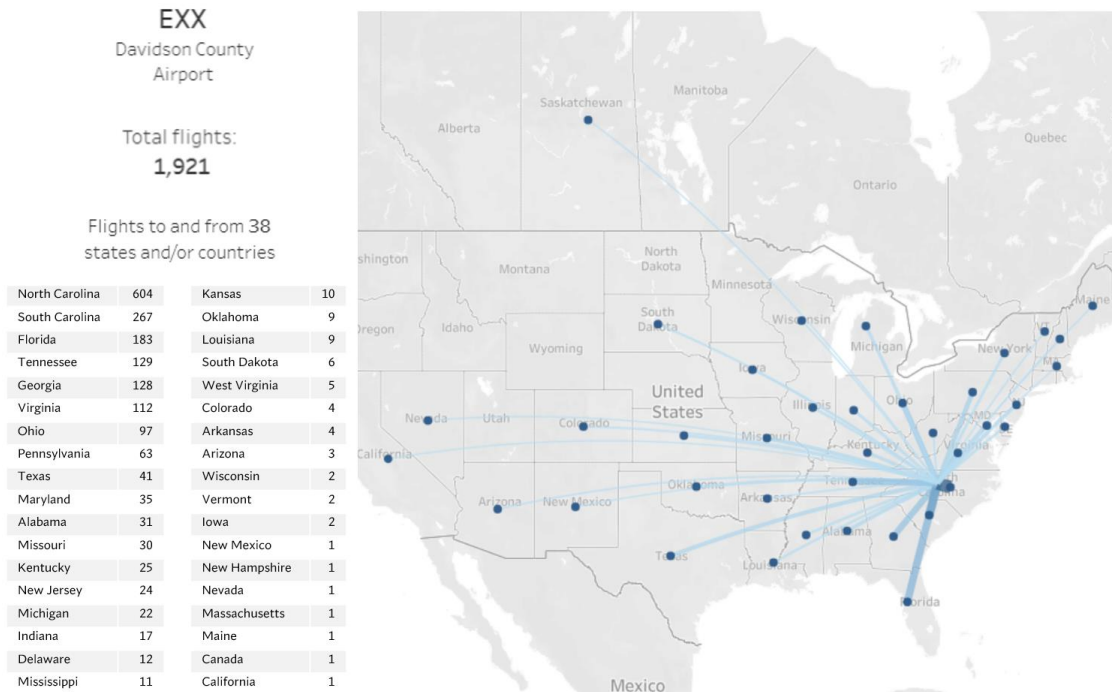 EXX
Davidson County
Airport
Total flights:
1,921
Flights to and from 38
states and/or countries
North Carolina 604
South Carolina 267
Florida 183
Tennessee 129
Georgia 128
Virginia 112
Ohio 97
Pennsylvania 63
Texas 41
Maryland 35
Alabama 31
Missouri 30
Kentucky 25
New Jersey 24
Michigan 22
Indiana 17
Delaware 12
Mississippi 11
Kansas 10
Oklahoma 9
Louisiana 9
South Dakota 6
West Virginia 5
Colorado 4
Arkansas 4
Arizona 3
Wisconsin 2
Vermont 2
Iowa 2
New Mexico 1
New Hampshire 1
Nevada 1
Massachusetts 1
Maine 1
Canada 1
California 1
Saskatchewan
Manitoba
Alberta
Quebec
Ontario
shington
Montana
North
Dakota
Minnesota
Maine
Oregon
Idaho
South
Dakota
Wisconsin
VT
Wyoming
Michigan
New York
MA
Iowa
United
States
Nevada
Utah
Colorado
Illinois
Ohio
MD
DE
California
Missouri
Kentucky
Virginia
Oklahoma
Tennessee
Arizona
New Mexico
Arkansas
Alabama
Texas
Louisiana
Florida
Mexico